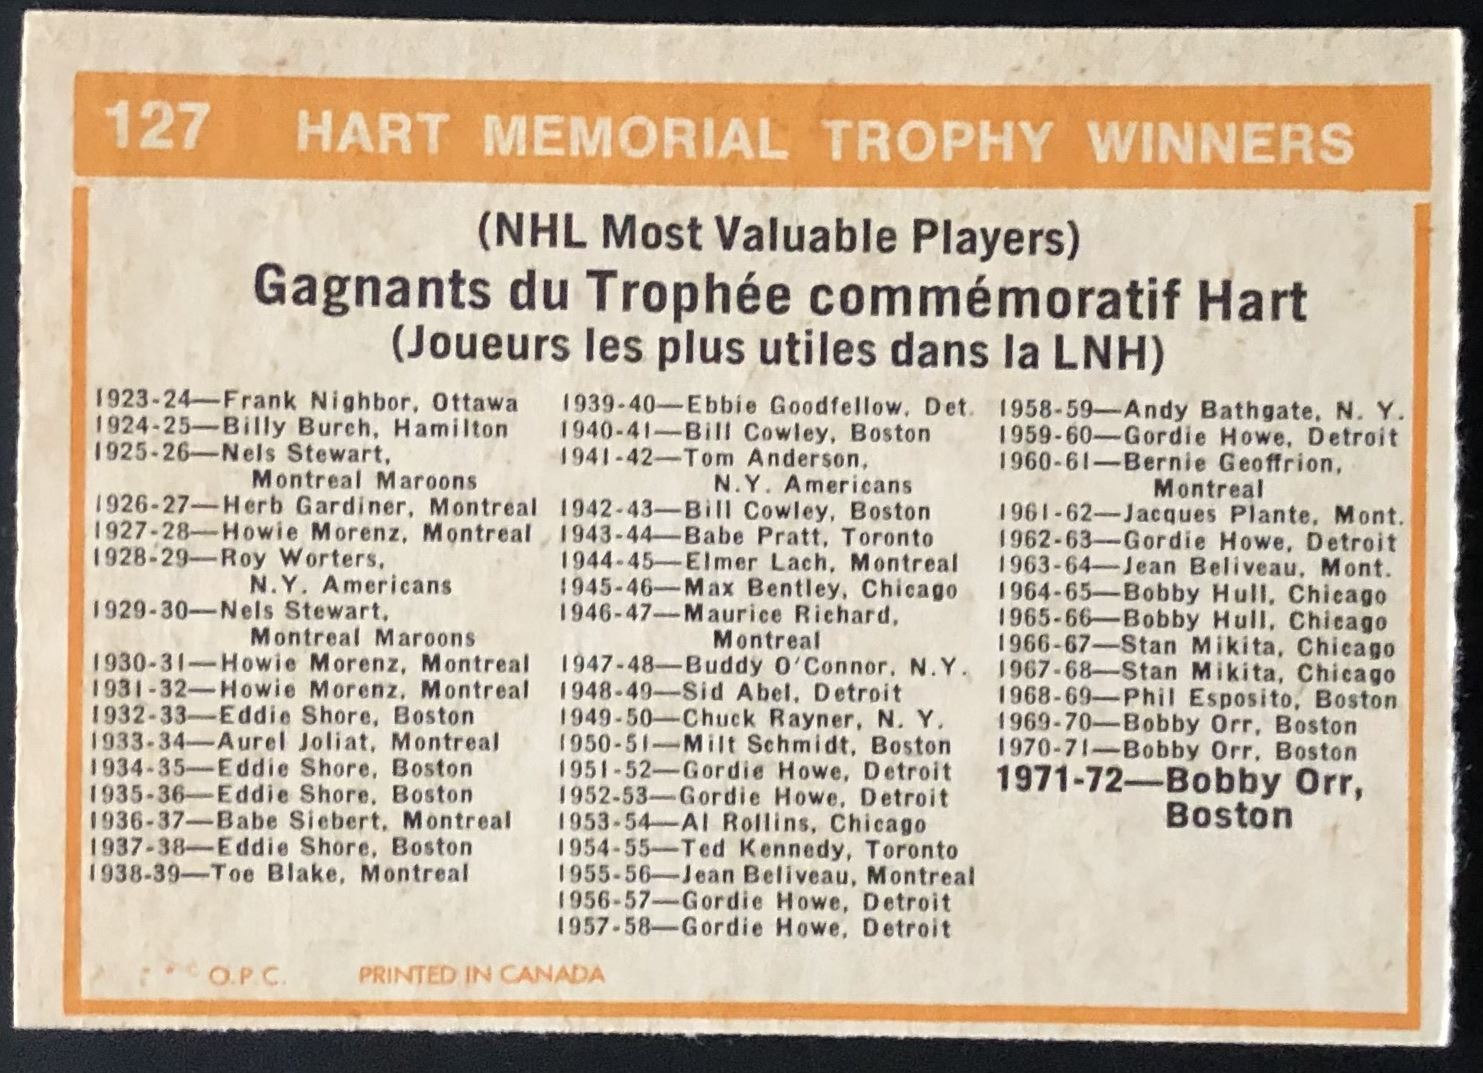 127 HART MEMORIAL TROPHY WINNERS
(NHL Most Valuable Players)
Gagnants du Trophée commémoratif Hart
(Joueurs les plus utiles dans la LNH)
1923-24—Frank Nighbor, Ottawa
1924-25—Billy Burch, Hamilton
1925-26—Nels Stewart,
Montreal Maroons
1926-27—Herb Gardiner, Montreal
1927-28—Howie Morenz, Montreal
1928-29—Roy Worters,
N.Y. Americans
1929-30—Nels Stewart,
Montreal Maroons
1930-31—Howie Morenz, Montreal
1931-32—Howie Morenz, Montreal
1932-33—Eddie Shore, Boston
1933-34—Aurel Joliat, Montreal
1934-35—Eddie Shore, Boston
1935-36—Eddie Shore, Boston
1936-37—Babe Siebert, Montreal
1937-38—Eddie Shore, Boston
1938-39—Toe Blake, Montreal
1939-40—Ebbie Goodfellow, Det.
1940-41—Bill Cowley, Boston
1941-42—Tom Anderson,
N.Y. Americans
1942-43—Bill Cowley, Boston
1943-44—Babe Pratt, Toronto
1944-45—Elmer Lach, Montreal
1945-46—Max Bentley, Chicago
1946-47—Maurice Richard,
Montreal
1947-48—Buddy O'Connor, N.Y.
1948-49—Sid Abel, Detroit
1949-50—Chuck Rayner, N. Y.
1950-51—Milt Schmidt, Boston
1951-52—Gordie Howe, Detroit
1952-53—Gordie Howe, Detroit
1953-54—Al Rollins, Chicago
1954-55—Ted Kennedy, Toronto
1955-56—Jean Beliveau, Montreal
1956-57—Gordie Howe, Detroit
1957-58—Gordie Howe, Detroit
1958-59—Andy Bathgate, N. Y.
1959-60—Gordie Howe, Detroit
1960-61—Bernie Geoffrion,
Montreal
1961-62—Jacques Plante, Mont.
1962-63—Gordie Howe, Detroit
1963-64—Jean Beliveau, Mont.
1964-65—Bobby Hull, Chicago
1965-66—Bobby Hull, Chicago
1966-67—Stan Mikita, Chicago
1967-68—Stan Mikita, Chicago
1968-69—Phil Esposito, Boston
1969-70—Bobby Orr, Boston
1970-71—Bobby Orr, Boston
1971-72—Bobby Orr,
Boston
O.P.C. PRINTED IN CANADA